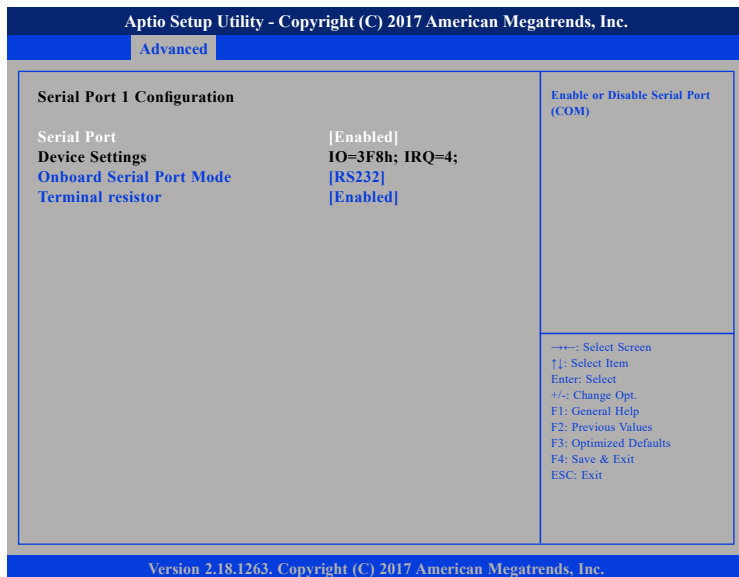 Aptio Setup Utility - Copyright (C) 2017 American Megatrends, Inc.
Advanced
Serial Port 1 Configuration
Serial Port [Enabled]
Device Settings IO=3F8h; IRQ=4;
Onboard Serial Port Mode [RS232]
Terminal resistor [Enabled]
Enable or Disable Serial Port
(COM)
→←: Select Screen
↑↓: Select Item
Enter: Select
+/-: Change Opt.
F1: General Help
F2: Previous Values
F3: Optimized Defaults
F4: Save & Exit
ESC: Exit
Version 2.18.1263. Copyright (C) 2017 American Megatrends, Inc.